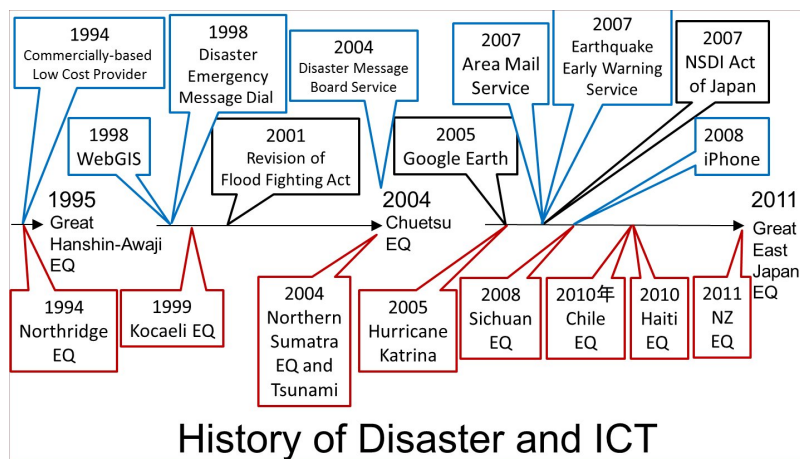 1994
Commercially-based
Low Cost Provider
1998
Disaster
Emergency
Message Dial
2004
Disaster Message
Board Service
2007
Area Mail
Service
2007
Earthquake
Early Warning
Service
2007
NSDI Act
of Japan
1998
WebGIS
2001
Revision of
Flood Fighting Act
2005
Google Earth
2008
iPhone
1995
Great
Hanshin-Awaji
EQ
2004
Chuetsu
EQ
2011
Great
East
Japan
EQ
1994
Northridge
EQ
1999
Kocaeli EQ
2004
Northern
Sumatra
EQ and
Tsunami
2005
Hurricane
Katrina
2008
Sichuan
EQ
2010年
Chile
EQ
2010
Haiti
EQ
2011
NZ
EQ
History of Disaster and ICT